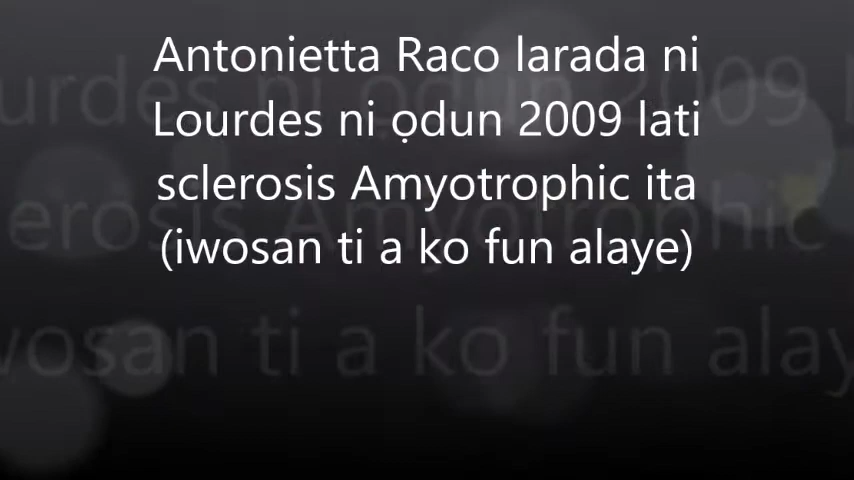 Antonietta Raco larada ni
Lourdes ni ọdun 2009 lati
sclerosis Amyotrophic ita
(iwosan ti a ko fun alaye)